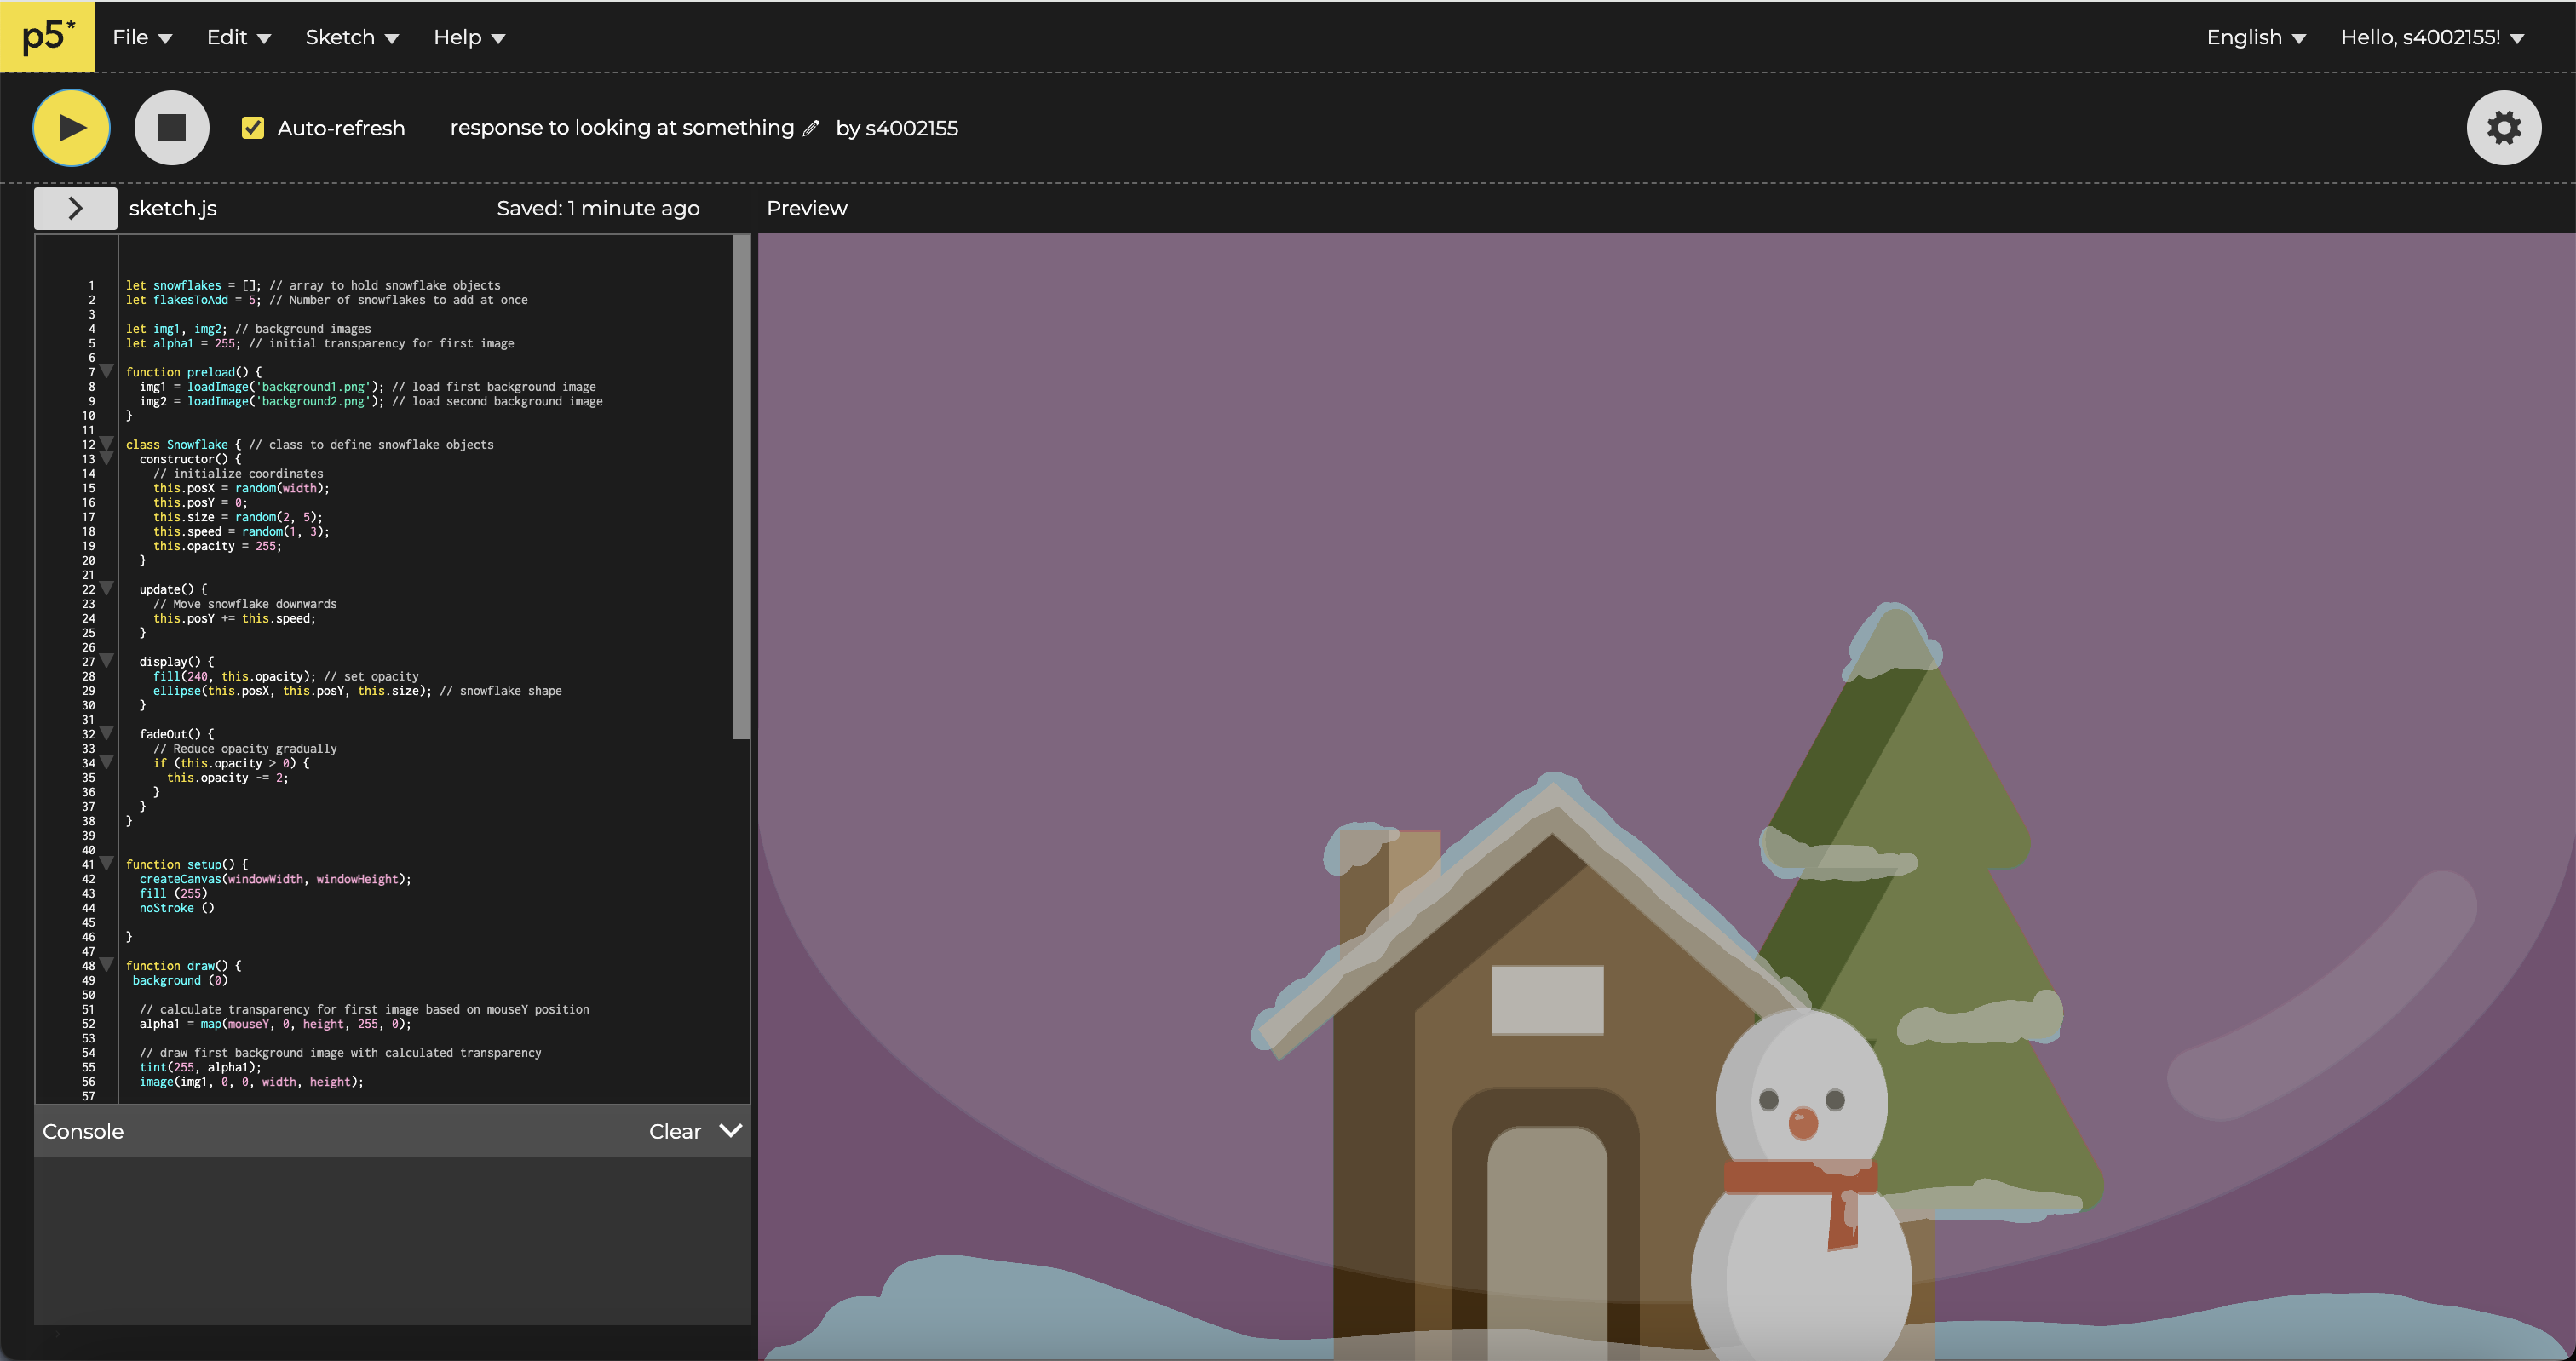 p5* File Edit Sketch Help English Hello, s4002155!
Auto-refresh response to looking at something by s4002155
sketch.js Saved: 1 minute ago Preview
1 let snowflakes = []; // array to hold snowflake objects
2 let flakesToAdd = 5; // Number of snowflakes to add at once
3
4 let img1, img2; // background images
5 let alpha1 = 255; // initial transparency for first image
6
7 function preload() {
8 img1 = loadImage('background1.png'); // load first background image
9 img2 = loadImage('background2.png'); // load second background image
10 }
11
12 class Snowflake { // class to define snowflake objects
13 constructor() {
14 // initialize coordinates
15 this.posX = random(width);
16 this.posY = 0;
17 this.size = random(2, 5);
18 this.speed = random(1, 3);
19 this.opacity = 255;
20 }
21
22 update() {
23 // Move snowflake downwards
24 this.posY += this.speed;
25 }
26
27 display() {
28 fill(240, this.opacity); // set opacity
29 ellipse(this.posX, this.posY, this.size); // snowflake shape
30 }
31
32 fadeOut() {
33 // Reduce opacity gradually
34 if (this.opacity > 0) {
35 this.opacity -= 2;
36 }
37 }
38 }
39
40
41 function setup() {
42 createCanvas(windowWidth, windowHeight);
43 fill (255)
44 noStroke ()
45
46 }
47
48 function draw() {
49 background (0)
50
51 // calculate transparency for first image based on mouseY position
52 alpha1 = map(mouseY, 0, height, 255, 0);
53
54 // draw first background image with calculated transparency
55 tint(255, alpha1);
56 image(img1, 0, 0, width, height);
57
Console Clear